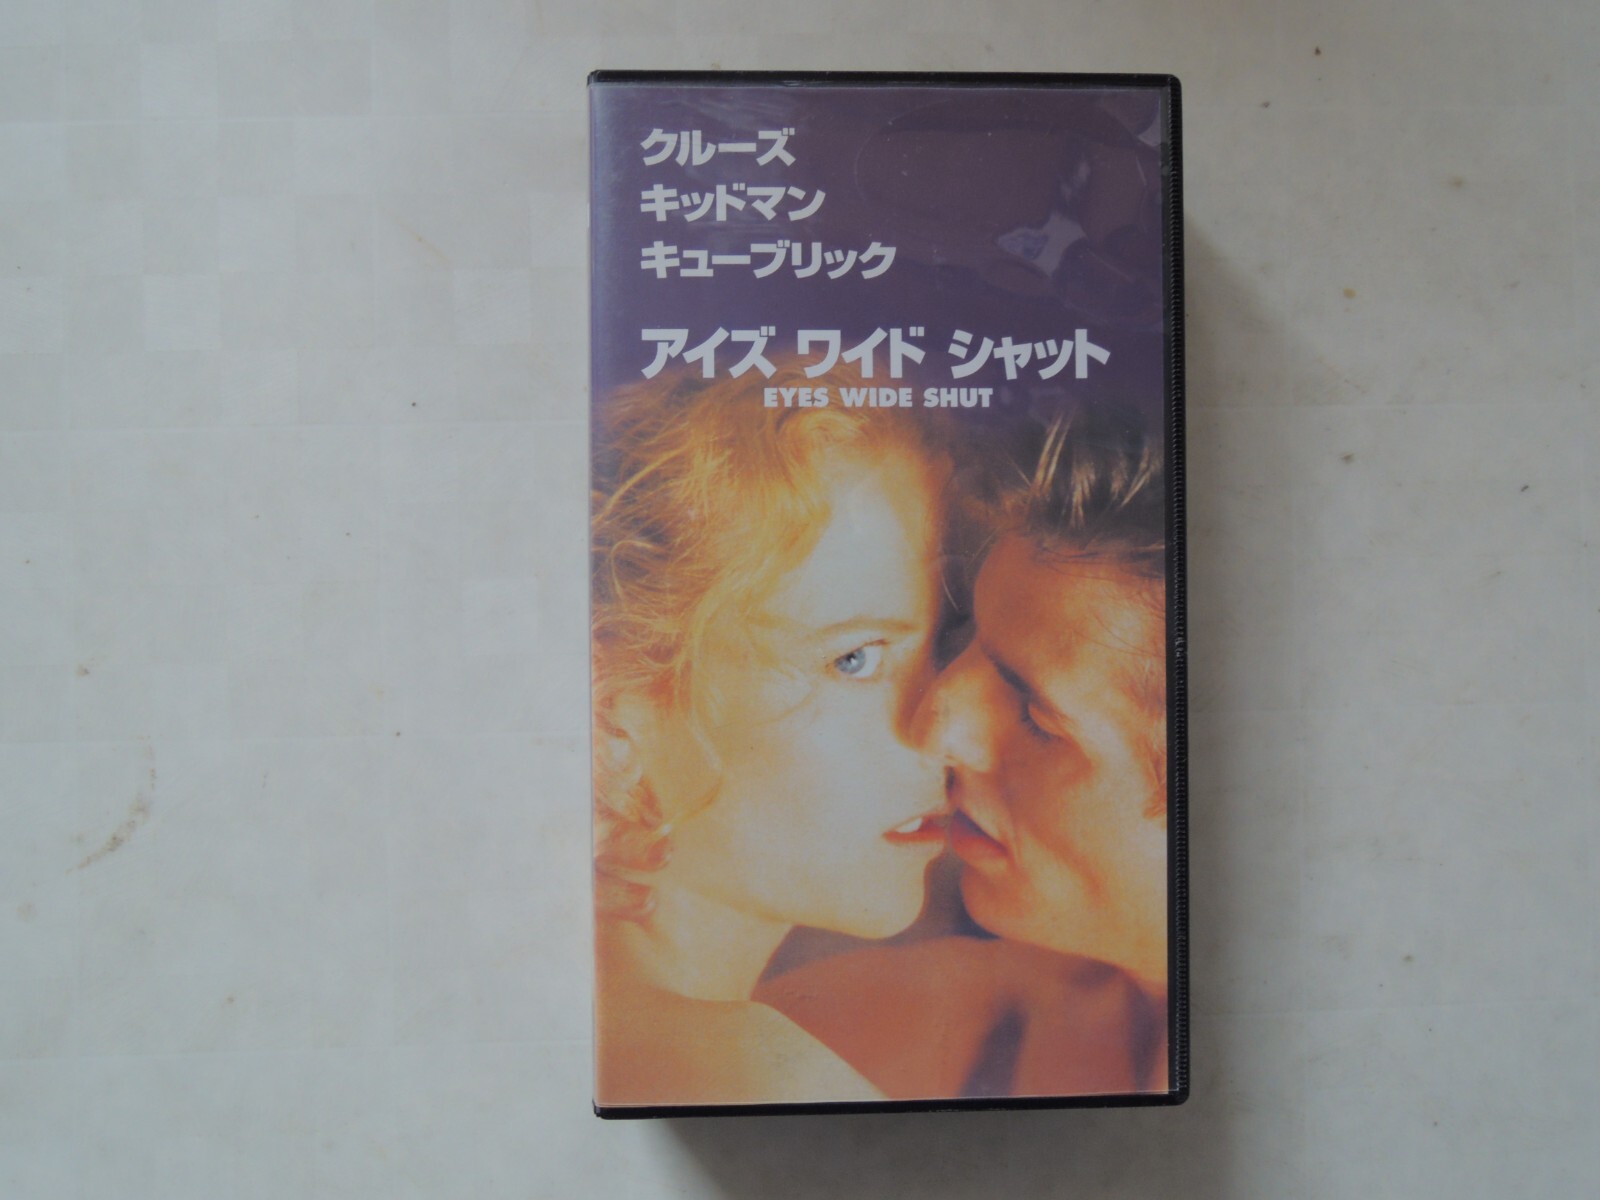 クルーズ
キッドマン
キューブリック
アイズ ワイド シャット
EYES WIDE SHUT